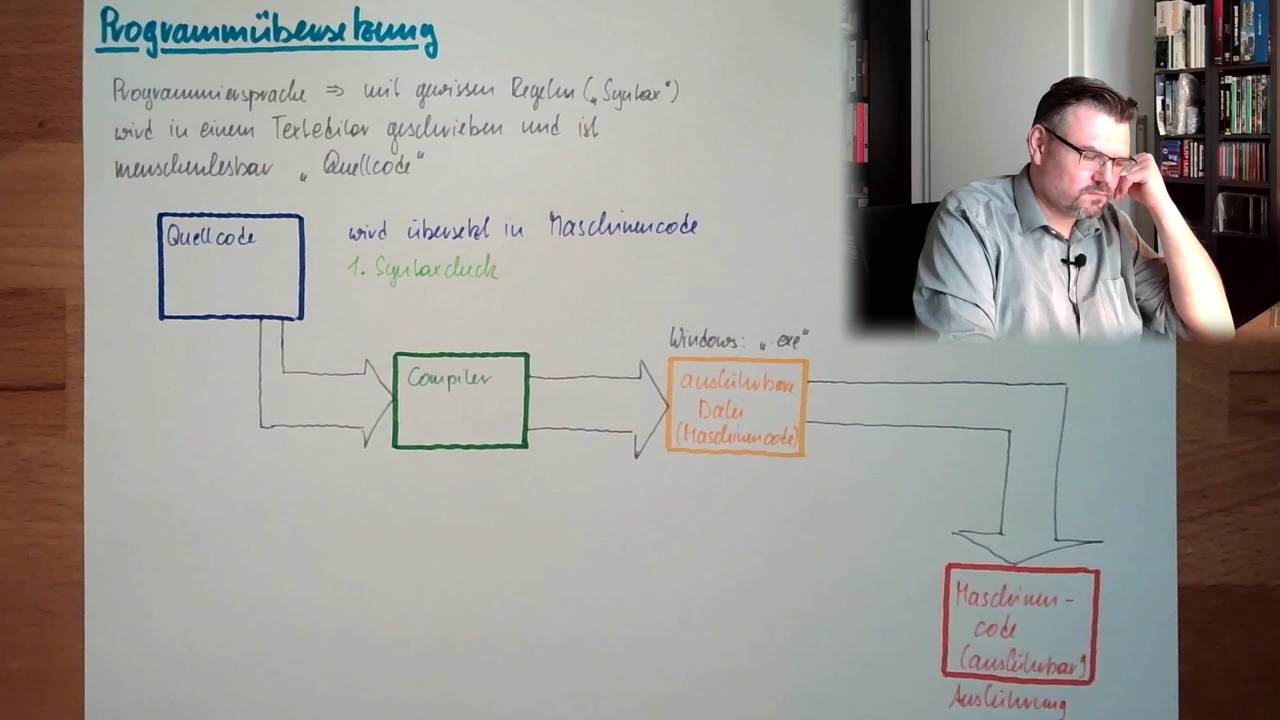 Programmübersetzung
Programmiersprache ⇒ mit gewissen Regeln („Syntax“)
wird in einem Texteditor geschrieben und ist
menschenlesbar „Quellcode“
Quellcode
wird übersetzt in Maschinencode
1. Syntaxcheck
Compiler
Windows: „.exe“
ausführbare
Datei
(Maschinencode)
Maschinen-
code
(ausführbar)
Ausführung